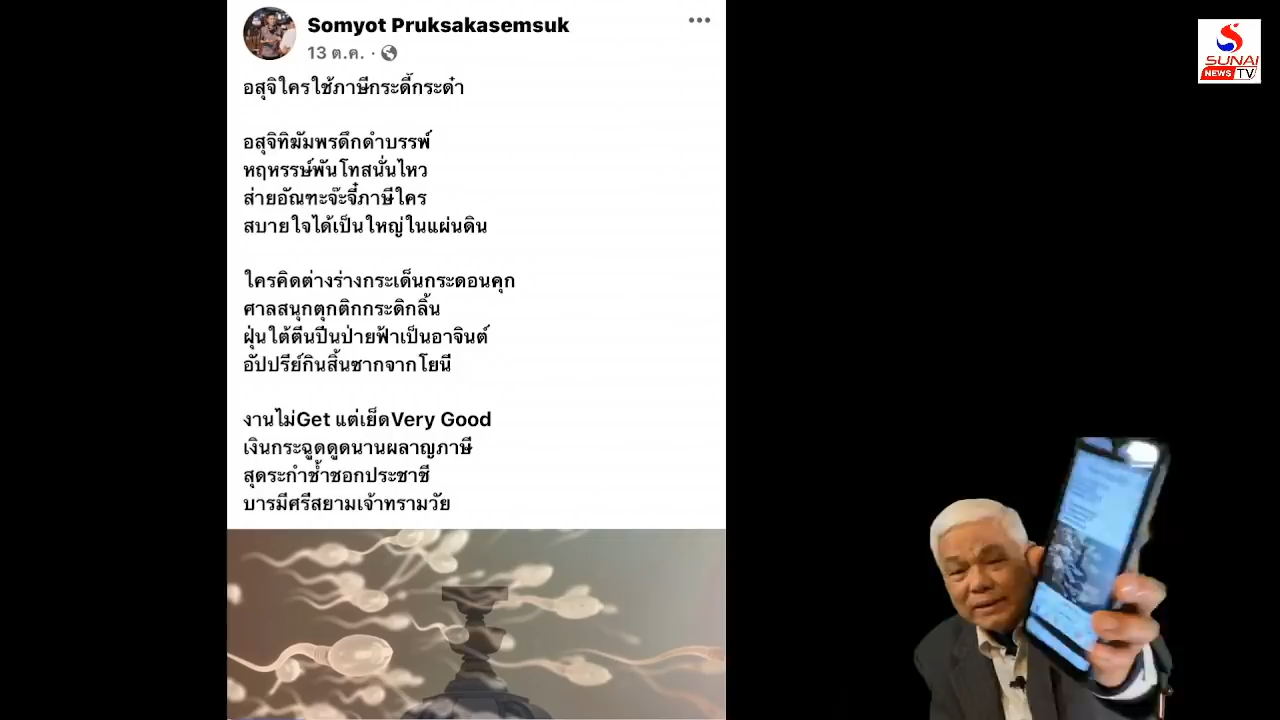 Somyot Pruksakasemsuk
13 ต.ค. ·
อสุจิใครใช้ภาษีกระดี้กระด๋า
อสุจิทิฆัมพรดึกดำบรรพ์
หฤหรรษ์พันโทสนั่นไหว
ส่ายอัณฑะจ๊ะจี๋ภาษีใคร
สบายใจได้เป็นใหญ่ในแผ่นดิน
ใครคิดต่างร่างกระเด็นกระดอนคุก
ศาลสนุกตุกติกกระดิกลิ้น
ฝุ่นใต้ตีนปีนป่ายฟ้าเป็นอาจินต์
อัปปรีย์กินสิ้นซากจากโยนี
งานไม่Get แต่เย็ดVery Good
เงินกระฉูดดูดนานผลาญภาษี
สุดระกำช้ำชอกประชาชี
บารมีศรีสยามเจ้าทรามวัย
SUNAI
NEWS TV